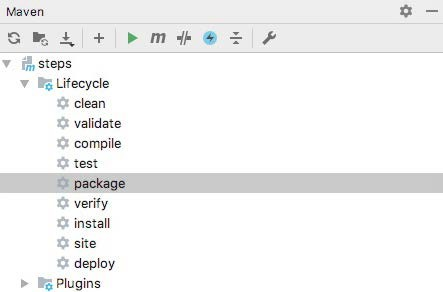 Maven
m
steps
Lifecycle
clean
validate
compile
test
package
verify
install
site
deploy
Plugins